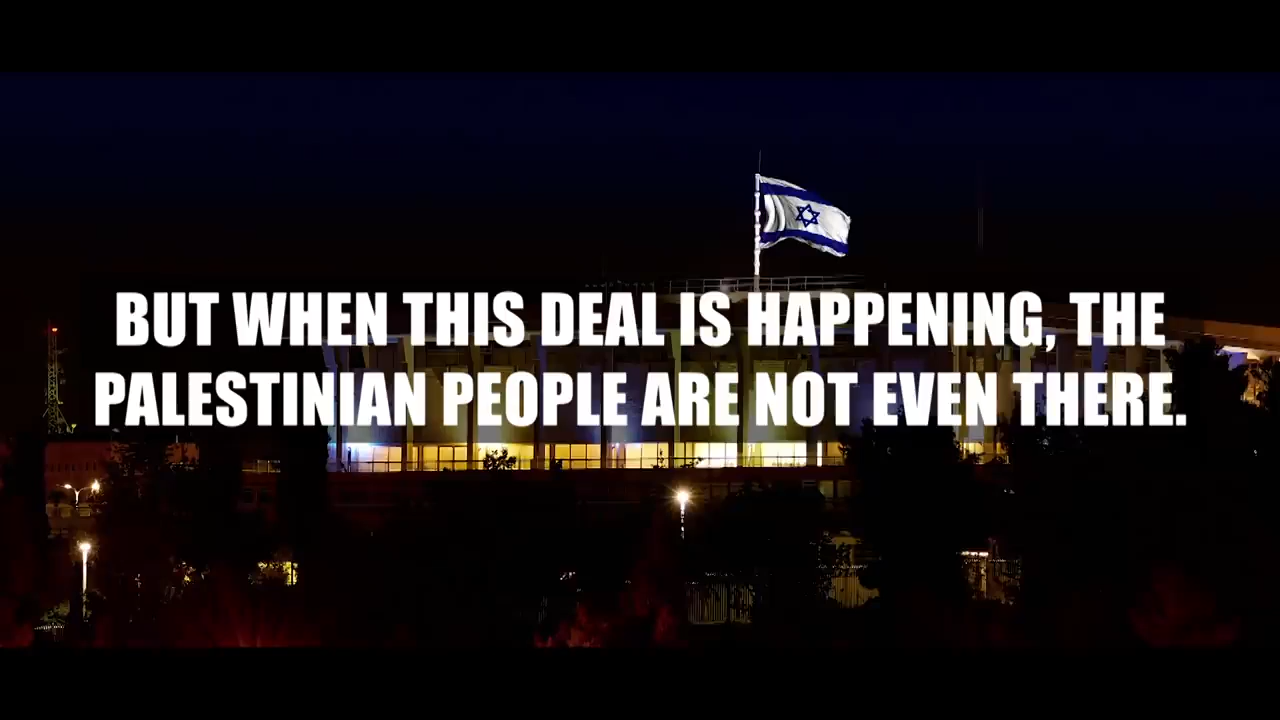 BUT WHEN THIS DEAL IS HAPPENING, THE
PALESTINIAN PEOPLE ARE NOT EVEN THERE.